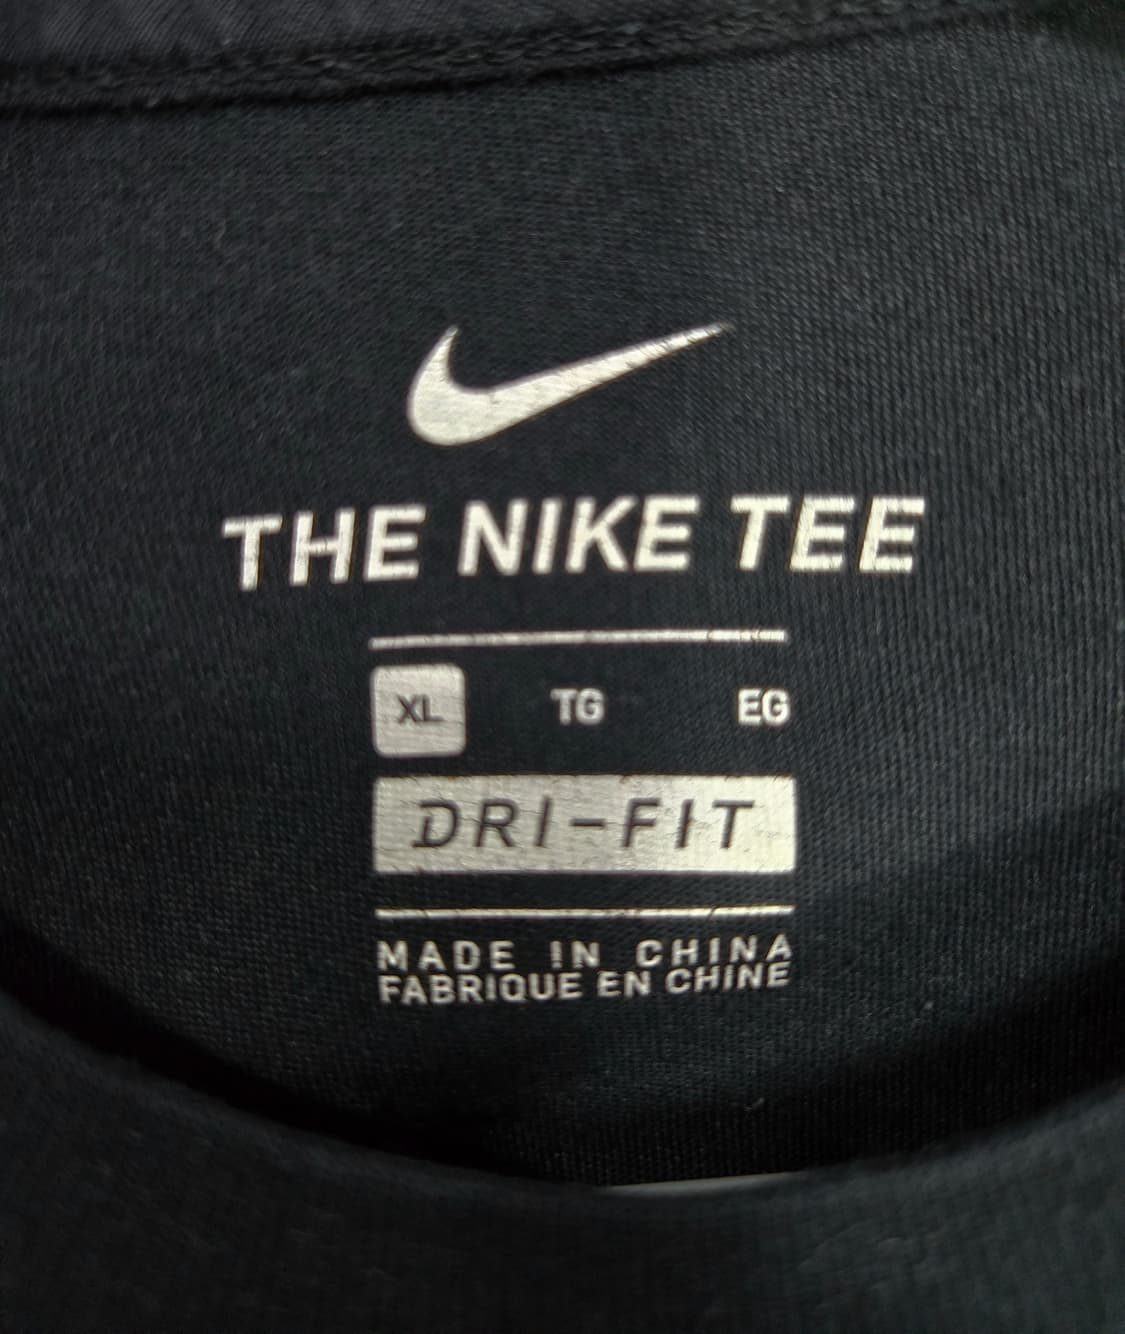 THE NIKE TEE
XL TG EG
DRI-FIT
MADE IN CHINA
FABRIQUE EN CHINE